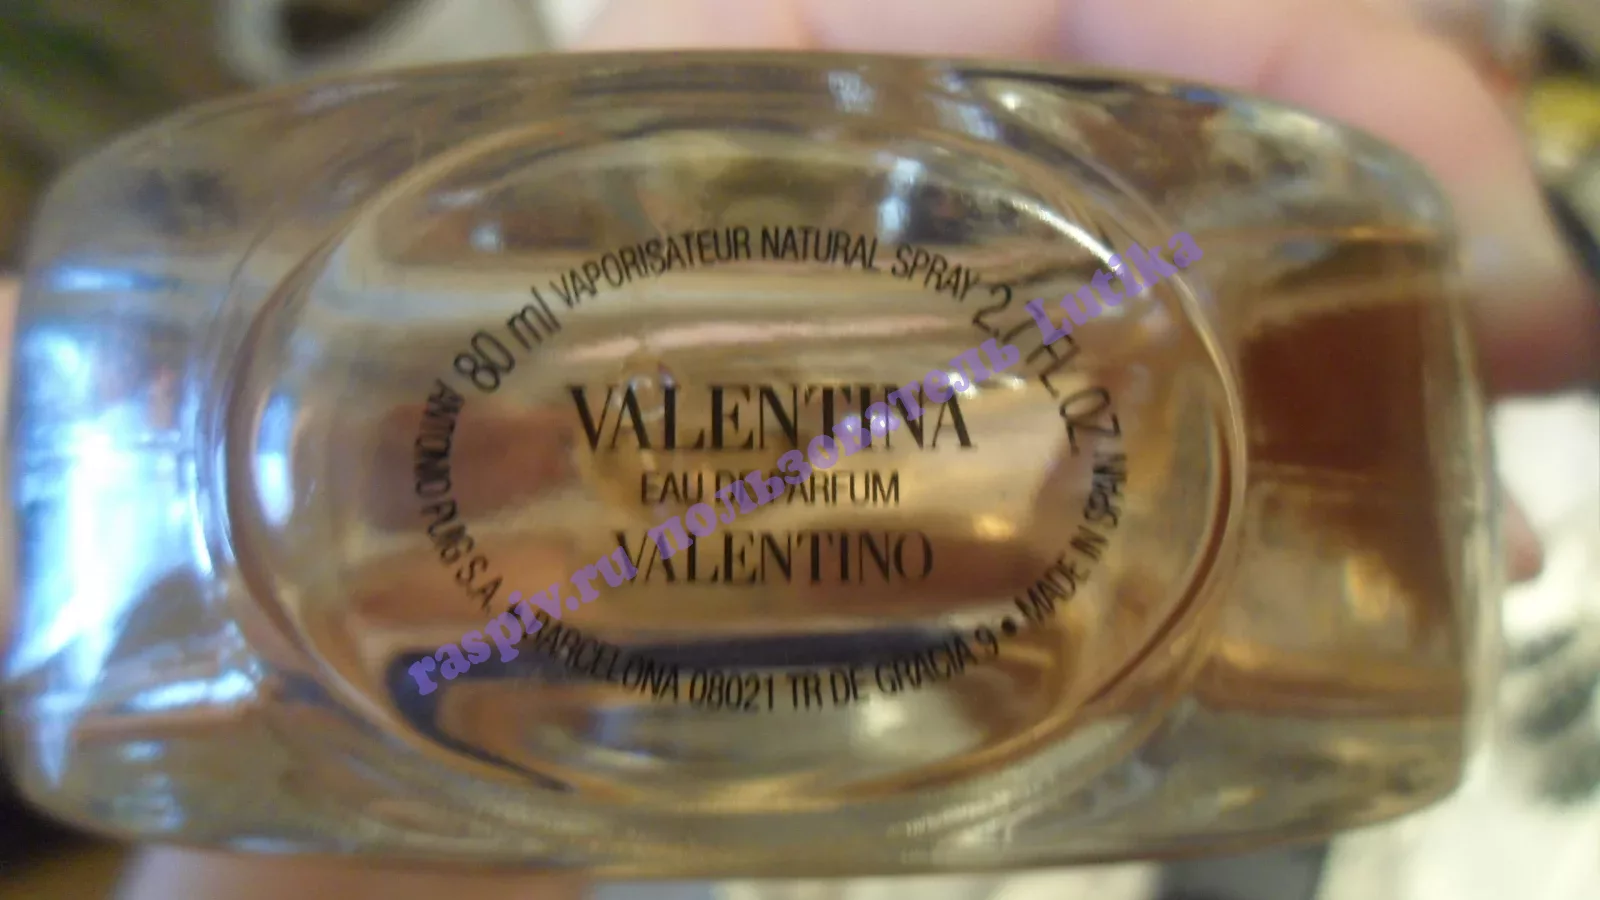 80 ml VAPORISATEUR NATURAL SPRAY 2.7 FL OZ
VALENTINA
EAU DE PARFUM
VALENTINO
ANTONIO PUIG S.A. • BARCELONA 08021 TR DE GRACIA 9 • MADE IN SPAIN
raspiv.ru пользователь Lutika